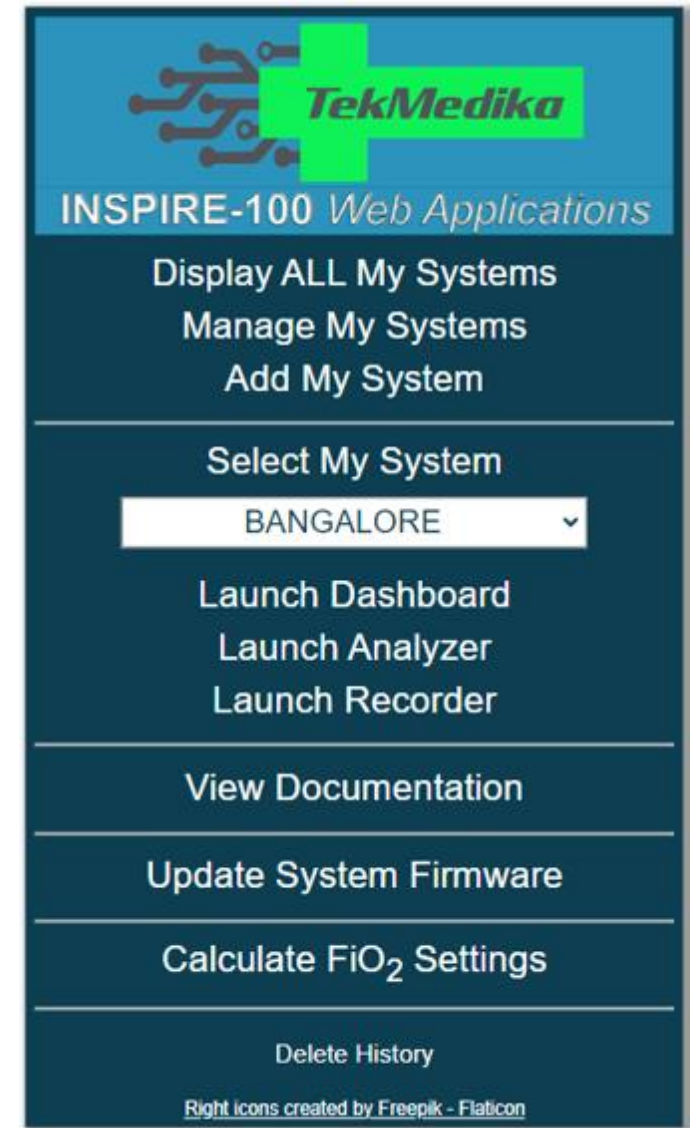 TekMedika
INSPIRE-100 Web Applications
Display ALL My Systems
Manage My Systems
Add My System
Select My System
BANGALORE
Launch Dashboard
Launch Analyzer
Launch Recorder
View Documentation
Update System Firmware
Calculate FiO₂ Settings
Delete History
Right icons created by Freepik - Flaticon